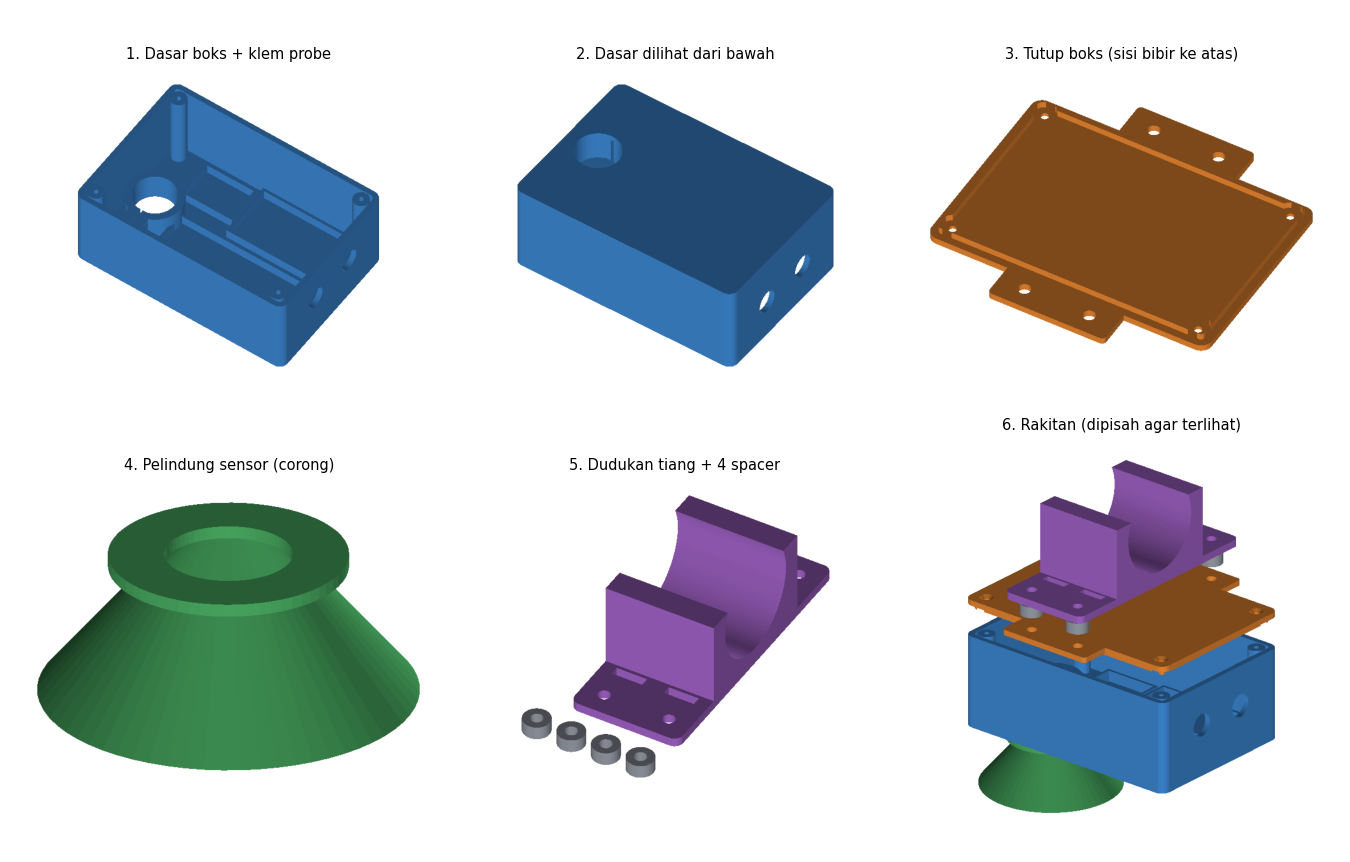 1. Dasar boks + klem probe
2. Dasar dilihat dari bawah
3. Tutup boks (sisi bibir ke atas)
4. Pelindung sensor (corong)
5. Dudukan tiang + 4 spacer
6. Rakitan (dipisah agar terlihat)